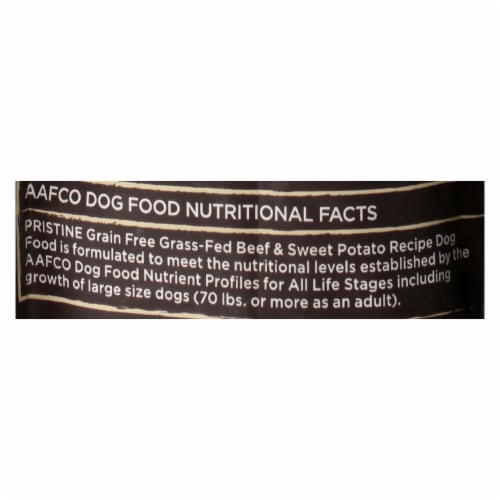 AAFCO DOG FOOD NUTRITIONAL FACTS
PRISTINE Grain Free Grass-Fed Beef & Sweet Potato Recipe Dog
Food is formulated to meet the nutritional levels established by the
AAFCO Dog Food Nutrient Profiles for All Life Stages including
growth of large size dogs (70 lbs. or more as an adult).